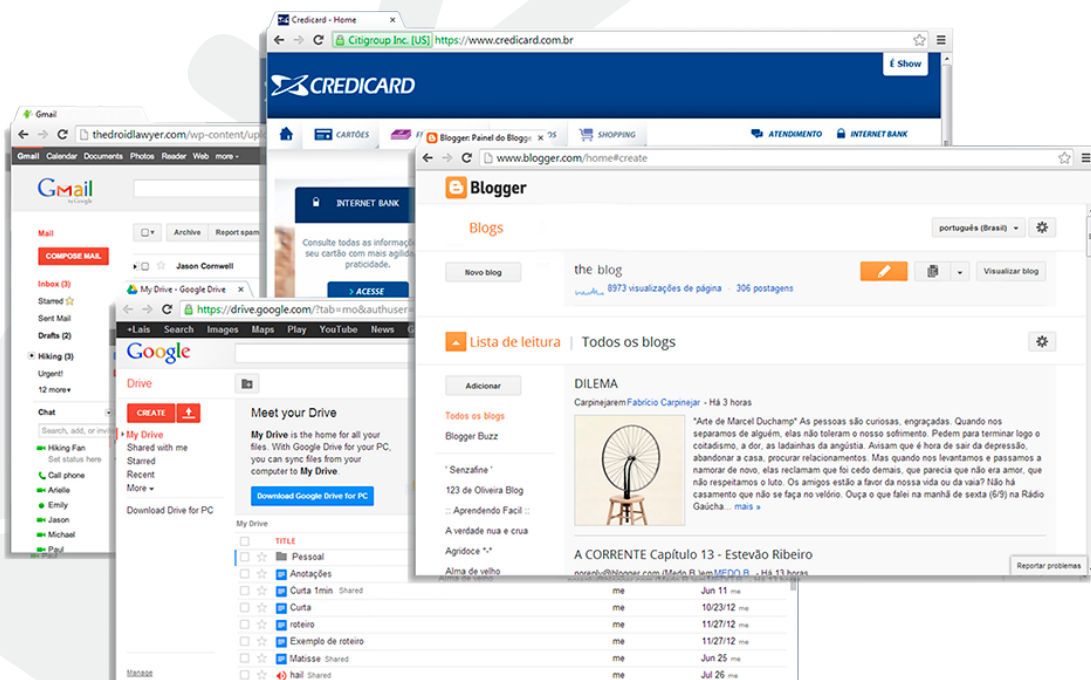 Credicard - Home
Citigroup Inc. [US] https://www.credicard.com.br
É Show
CREDICARD
CARTÕES
SHOPPING
ATENDIMENTO
INTERNET BANK
INTERNET BANK
Consulte todas as
seu cartão com mais
praticidade.
> ACESSE
Gmail
thedroidlawyer.com/wp-content/
Gmail Calendar Documents Photos Reader Web more
Gmail
by Google
Mail
Archive Report spam
COMPOSE MAIL
Jason Cornwell
Inbox (3)
Starred
Sent Mail
Drafts (2)
Hiking (3)
Urgent!
12 more
Chat
Search, add, or
Hiking Fan
Set status here
Call phone
Arielle
Emily
Jason
Michael
Paul
Paul
My Drive - Google Drive
https://drive.google.com/?tab=mo&authuser=
+Lais Search Images Maps Play YouTube News
Google
Drive
CREATE
My Drive
Shared with me
Starred
Recent
More
Download Drive for PC
Manage
Meet your Drive
My Drive is the home for all your
files. With Google Drive for your PC,
you can sync files from your
computer to My Drive.
Download Google Drive for PC
My Drive
TITLE
Pessoal
Anotações
Curta 1min Shared me Jun 11 me
Curta me 10/23/12 me
roteiro me 11/27/12 me
Exemplo de roteiro me 11/27/12 me
Matisse Shared me Jun 25 me
hail Shared me Jul 26 me
Blogger: Painel do Blogge
www.blogger.com/home#create
Blogger
Blogs
português (Brasil)
Novo blog
the blog
8973 visualizações de página - 306 postagens
Visualizar blog
Lista de leitura | Todos os blogs
Adicionar
Todos os blogs
Blogger Buzz
' Senzafine '
123 de Oliveira Blog
:: Aprendendo Facil ::
A verdade nua e crua
Agridoce *-*
Alma de velho
DILEMA
Carpinejarem Fabrício Carpinejar - Há 3 horas
"Arte de Marcel Duchamp* As pessoas são curiosas, engraçadas. Quando nos
separamos de alguém, elas não toleram o nosso sofrimento. Pedem para terminar logo o
coitadismo, a dor, as ladainhas da angústia. Avisam que é hora de sair da depressão,
abandonar a casa, procurar relacionamentos. Mas quando nos levantamos e passamos a
namorar de novo, elas reclamam que foi cedo demais, que parecia que não era amor, que
não respeitamos o luto. Os amigos estão a favor da nossa vida ou da vaia? Não há
casamento que não se faça no velório. Ouça o que falei na manhã de sexta (6/9) na Rádio
Gaúcha... mais »
A CORRENTE Capítulo 13 - Estevão Ribeiro
noreply@blogger.com (Medo B.)em MEDO B. - Há 13 horas
Reportar problemas